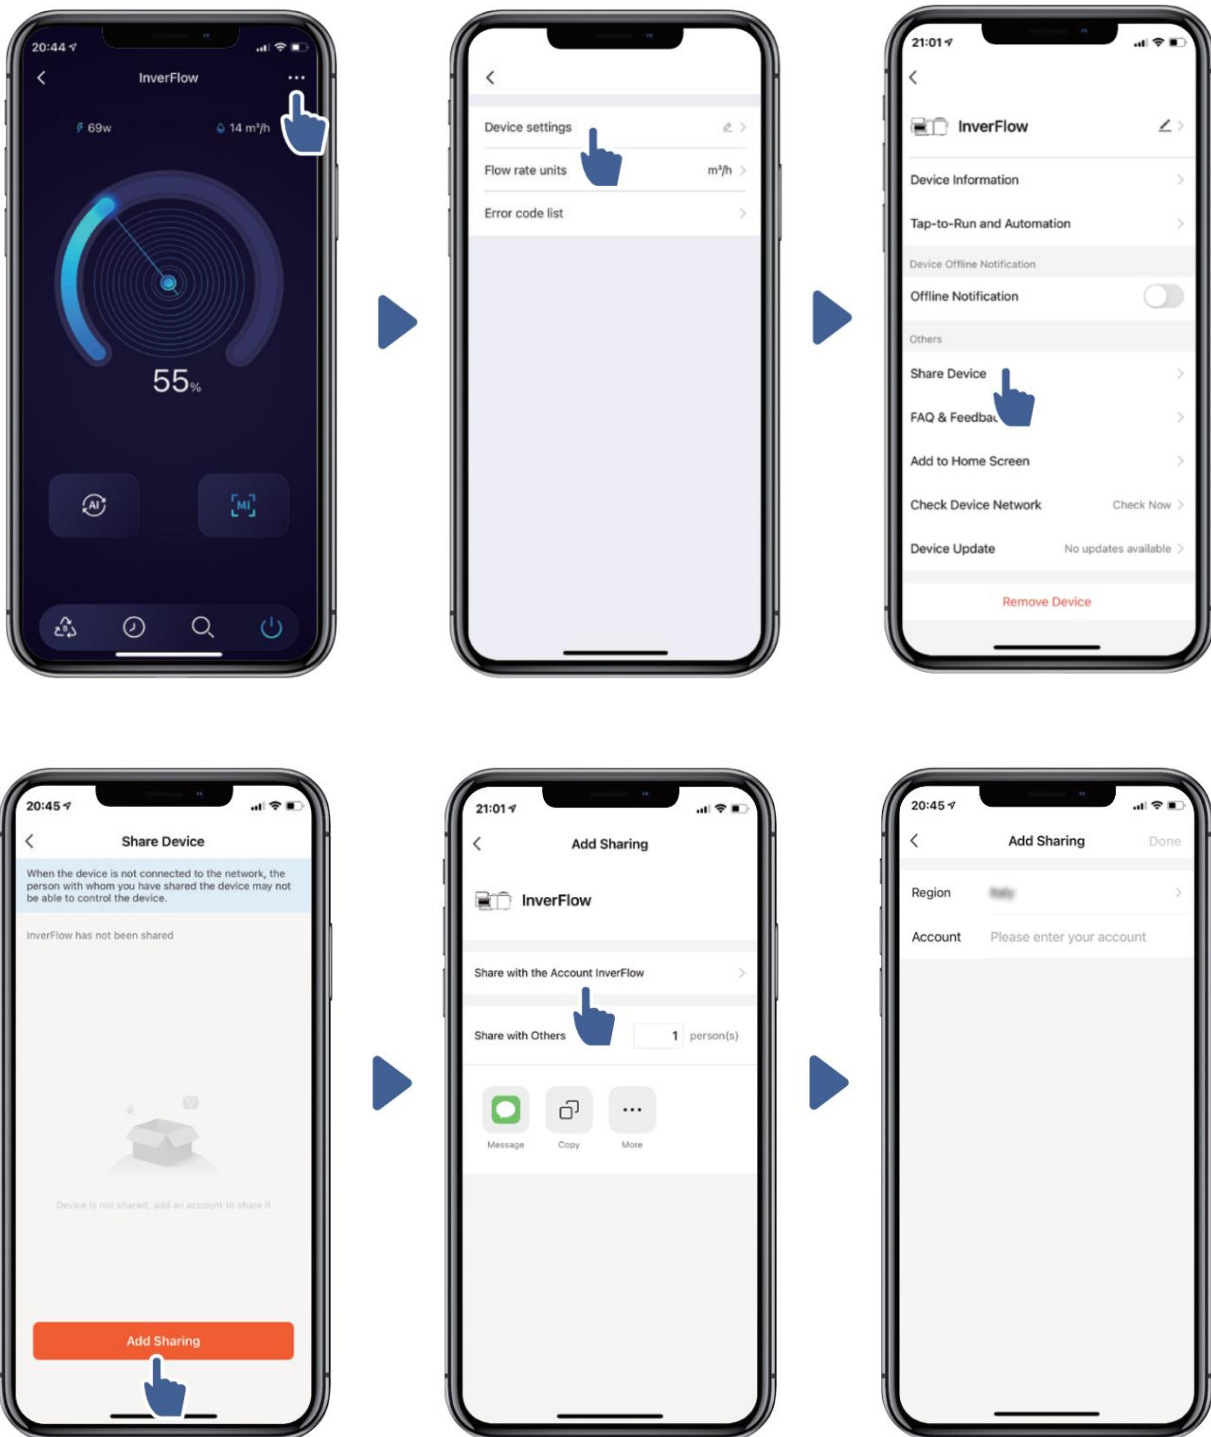 20:44
InverFlow
69w
14 m³/h
55%
AI
MI
B
Device settings
Flow rate units m³/h
Error code list
21:01
InverFlow
Device Information
Tap-to-Run and Automation
Device Offline Notification
Offline Notification
Others
Share Device
FAQ &
Add to Home Screen
Check Device Network Check Now
Device Update No updates available
Remove Device
20:45
Share Device
When the device is not connected to the network, the
person with whom you have shared the device may not
be able to control the device.
InverFlow has not been shared
Device is not shared, add an account to share it
Add Sharing
21:01
Add Sharing
InverFlow
Share with the Account InverFlow
Share with Others 1 person(s)
Message Copy More
20:45
Add Sharing Done
Region
Account Please enter your account